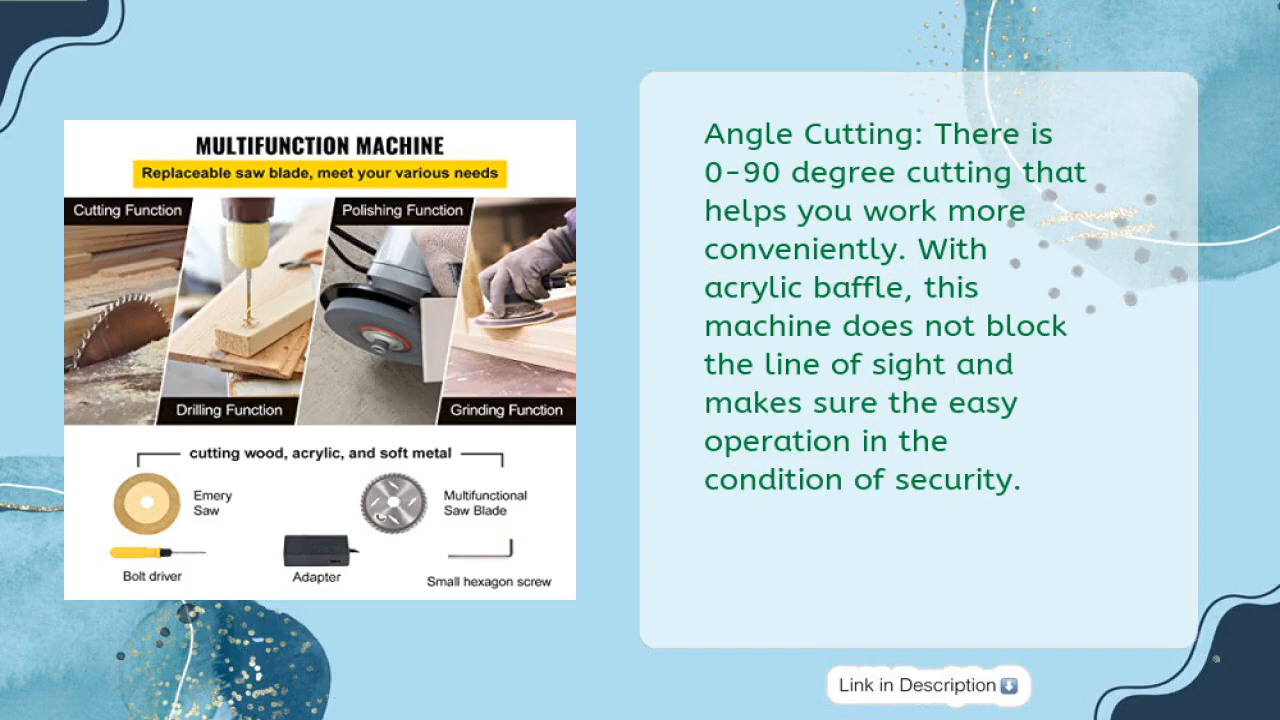 MULTIFUNCTION MACHINE
Replaceable saw blade, meet your various needs
Cutting Function
Polishing Function
Drilling Function
Grinding Function
cutting wood, acrylic, and soft metal
Emery
Saw
Multifunctional
Saw Blade
Bolt driver
Adapter
Small hexagon screw
Angle Cutting: There is
0-90 degree cutting that
helps you work more
conveniently. With
acrylic baffle, this
machine does not block
the line of sight and
makes sure the easy
operation in the
condition of security.
Link in Description